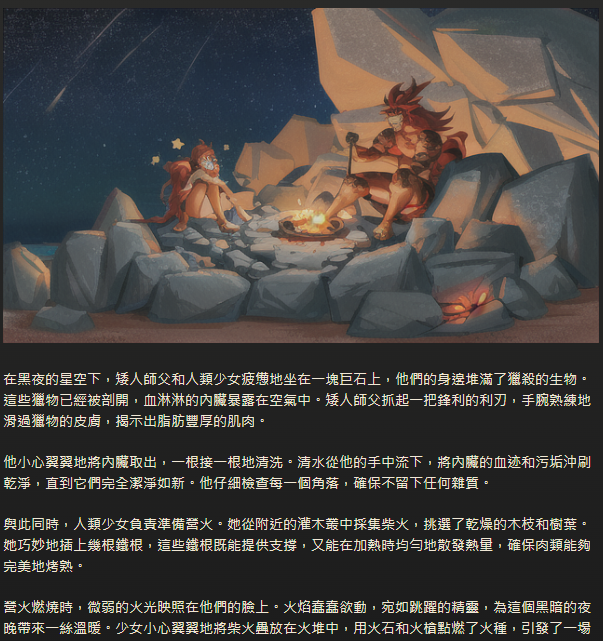 在黑夜的星空下，矮人師父和人類少女疲憊地坐在一塊巨石上，他們的身邊堆滿了獵殺的生物。
這些獵物已經被剖開，血淋淋的內臟暴露在空氣中。矮人師父抓起一把鋒利的利刃，手腕熟練地
滑過獵物的皮膚，揭示出脂肪豐厚的肌肉。
他小心翼翼地將內臟取出，一根接一根地清洗。清水從他的手中流下，將內臟的血迹和污垢沖刷
乾淨，直到它們完全潔淨如新。他仔細檢查每一個角落，確保不留下任何雜質。
與此同時，人類少女負責準備營火。她從附近的灌木叢中採集柴火，挑選了乾燥的木枝和樹葉。
她巧妙地插上幾根鐵根，這些鐵根既能提供支撐，又能在加熱時均勻地散發熱量，確保肉類能夠
完美地烤熟。
營火燃燒時，微弱的火光映照在他們的臉上。火焰蠢蠢欲動，宛如跳躍的精靈，為這個黑暗的夜
晚帶來一絲溫暖。少女小心翼翼地將柴火疊放在火堆中，用火石和火槍點燃了火種，引發了一場